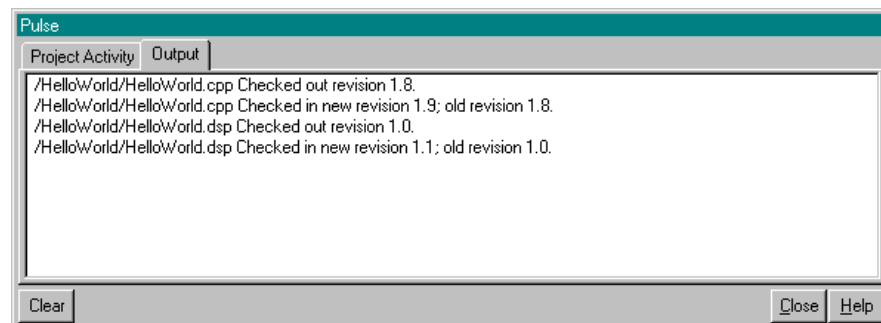 Pulse
Project Activity Output
/HelloWorld/HelloWorld.cpp Checked out revision 1.8.
/HelloWorld/HelloWorld.cpp Checked in new revision 1.9; old revision 1.8.
/HelloWorld/HelloWorld.dsp Checked out revision 1.0.
/HelloWorld/HelloWorld.dsp Checked in new revision 1.1; old revision 1.0.
Clear Close Help